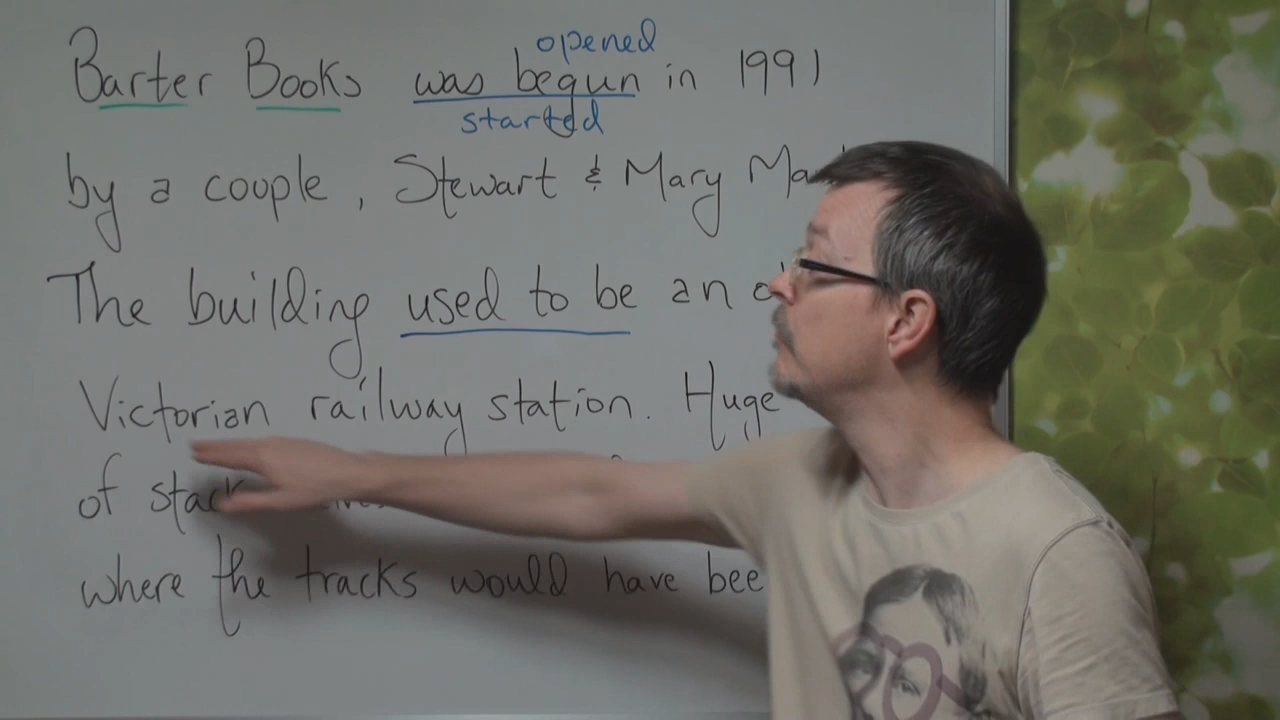 opened
Barter Books was begun in 1991
started
by a couple, Stewart & Mary
The building used to be an
Victorian railway station. Huge
of
where the tracks would have